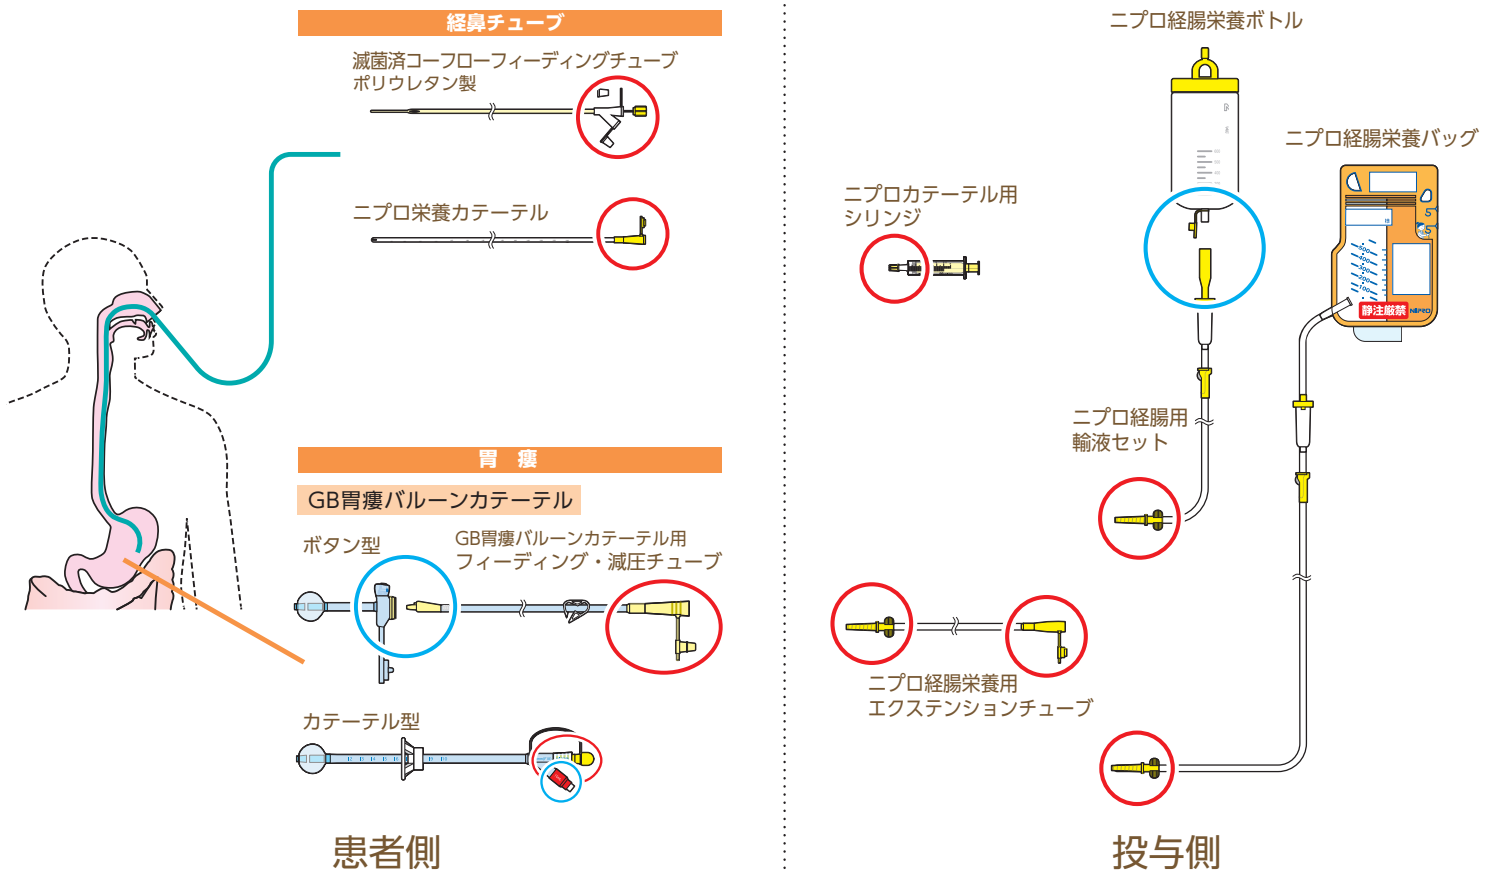 経鼻チューブ
滅菌済コーフローフィーディングチューブ
ポリウレタン製
ニプロ栄養カテーテル
胃 瘻
GB胃瘻バルーンカテーテル
ボタン型
GB胃瘻バルーンカテーテル用
フィーディング・減圧チューブ
カテーテル型
患者側
ニプロ経腸栄養ボトル
ニプロ経腸栄養バッグ
ニプロカテーテル用
シリンジ
500
400
300
200
100
静注厳禁
NIPRO
ニプロ経腸用
輸液セット
ニプロ経腸栄養用
エクステンションチューブ
投与側